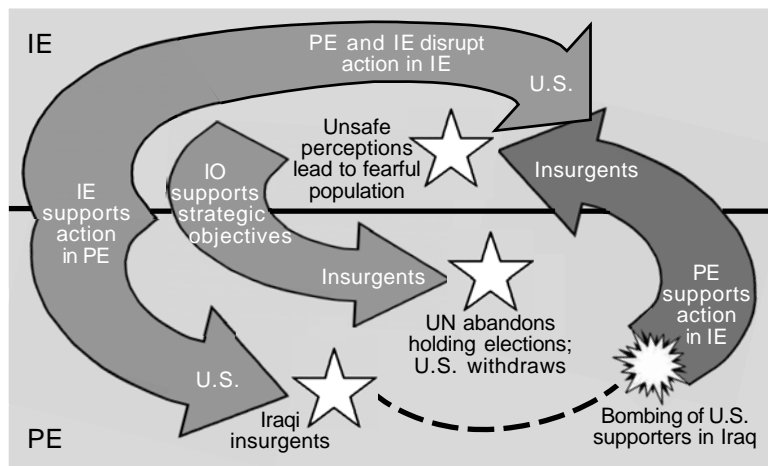 IE
PE and IE disrupt
action in IE
U.S.
Unsafe
perceptions
lead to fearful
population
Insurgents
IO
supports
strategic
objectives
IE
supports
action
in PE
Insurgents
PE
supports
action
in IE
UN abandons
holding elections;
U.S. withdraws
U.S.
Iraqi
insurgents
Bombing of U.S.
supporters in Iraq
PE